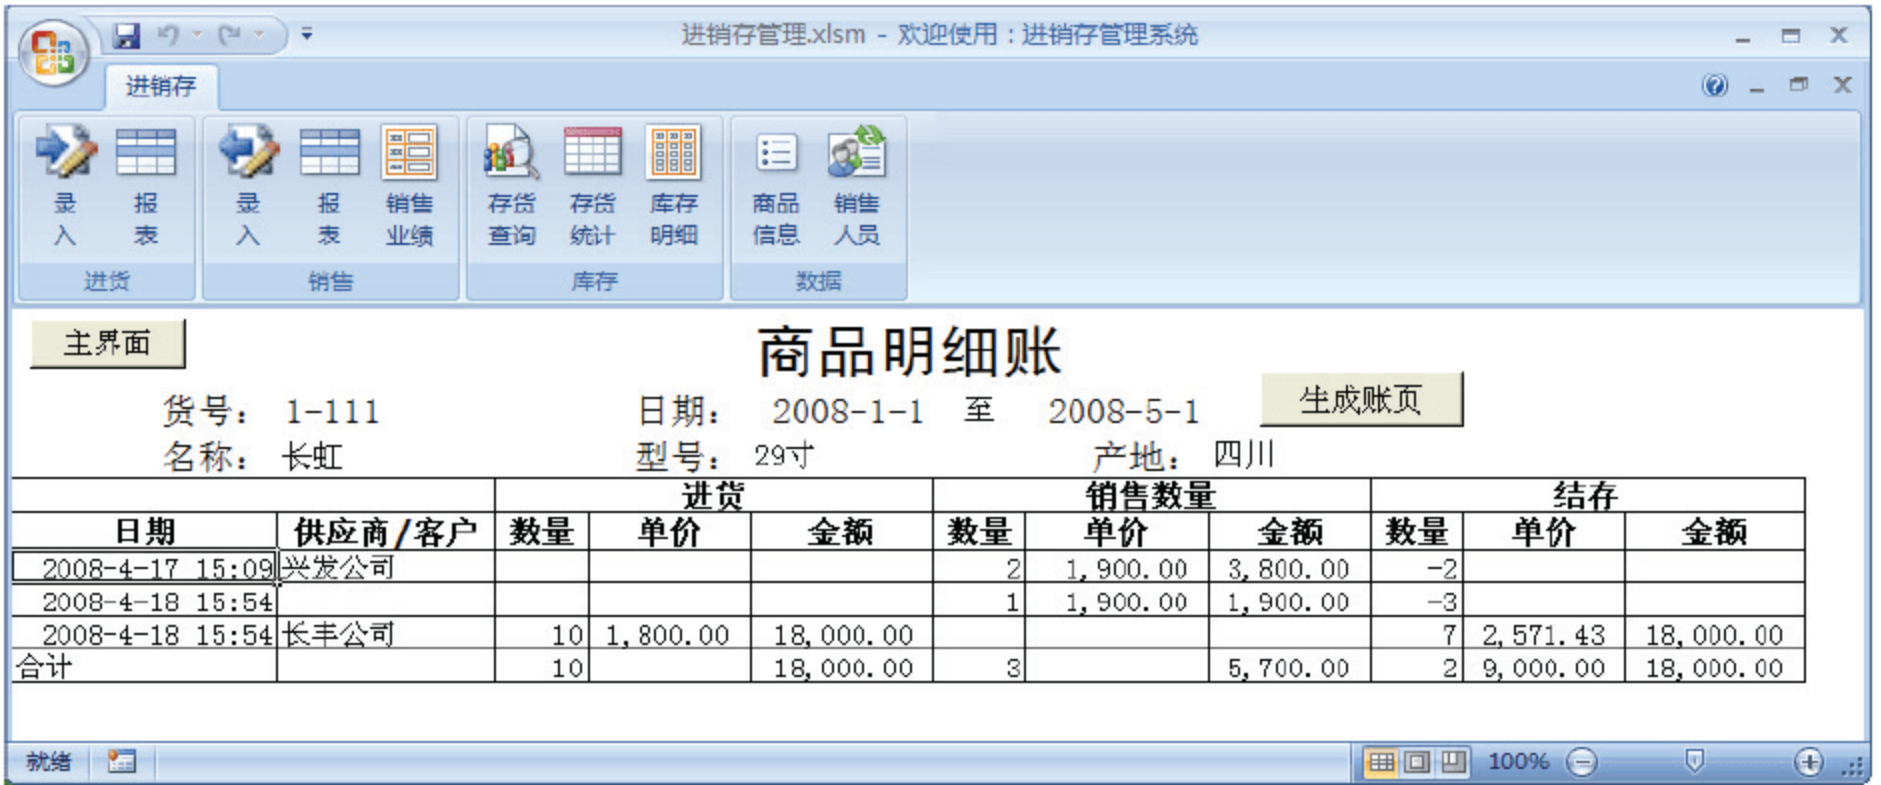 进销存管理.xlsm - 欢迎使用：进销存管理系统
进销存
录入 报表 录入 报表 销售业绩 存货查询 存货统计 库存明细 商品信息 销售人员
进货 销售 库存 数据
主界面
商品明细账
生成账页
货号： 1-111 日期： 2008-1-1 至 2008-5-1
名称： 长虹 型号： 29寸 产地： 四川
进货 销售数量 结存
日期 供应商/客户 数量 单价 金额 数量 单价 金额 数量 单价 金额
2008-4-17 15:09 兴发公司 2 1,900.00 3,800.00 -2
2008-4-18 15:54 1 1,900.00 1,900.00 -3
2008-4-18 15:54 长丰公司 10 1,800.00 18,000.00 7 2,571.43 18,000.00
合计 10 18,000.00 3 5,700.00 2 9,000.00 18,000.00
就绪 100%